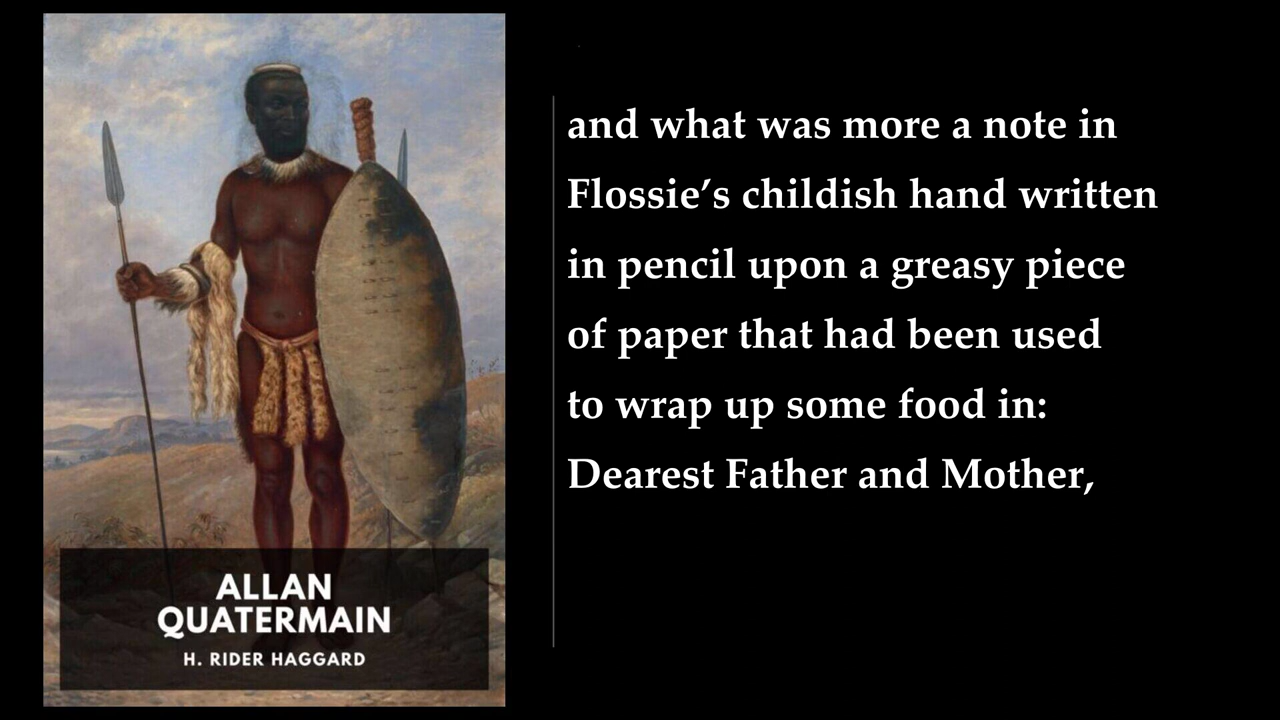 and what was more a note in
Flossie’s childish hand written
in pencil upon a greasy piece
of paper that had been used
to wrap up some food in:
Dearest Father and Mother,
ALLAN
QUATERMAIN
H. RIDER HAGGARD